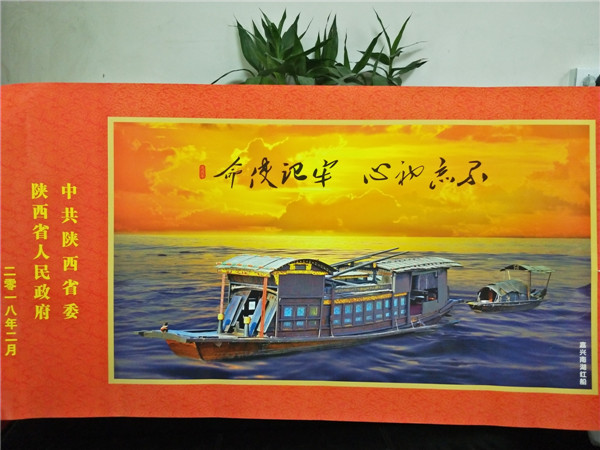 不忘初心 牢记使命
嘉兴南湖红船
中共陕西省委
陕西省人民政府
二零一八年二月